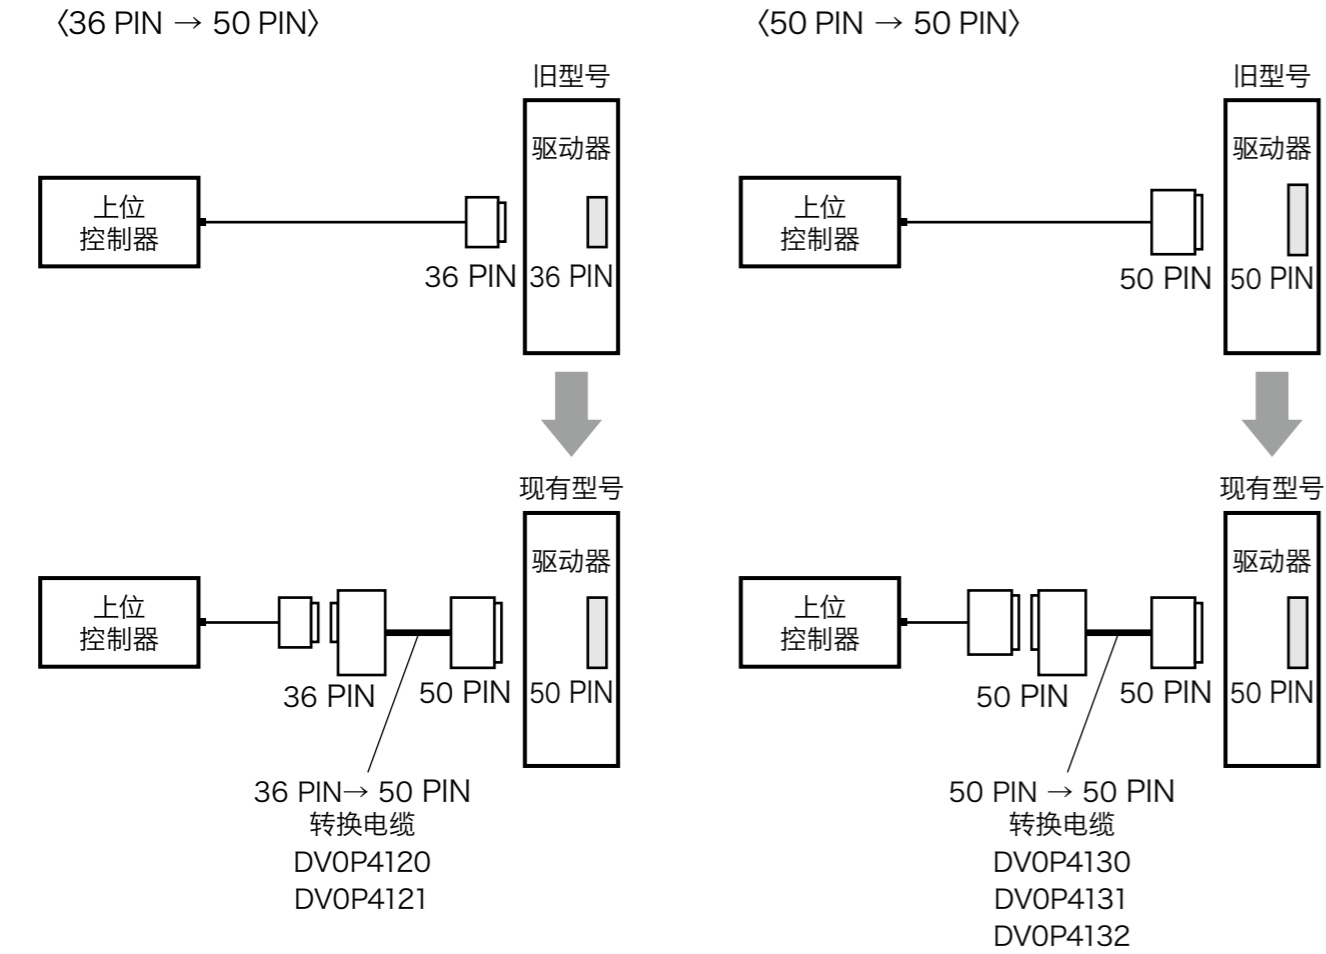 〈36 PIN → 50 PIN〉
旧型号
驱动器
上位
控制器
36 PIN
36 PIN
现有型号
驱动器
上位
控制器
36 PIN
50 PIN
50 PIN
36 PIN→ 50 PIN
转换电缆
DV0P4120
DV0P4121
〈50 PIN → 50 PIN〉
旧型号
驱动器
上位
控制器
50 PIN
50 PIN
现有型号
驱动器
上位
控制器
50 PIN
50 PIN
50 PIN
50 PIN → 50 PIN
转换电缆
DV0P4130
DV0P4131
DV0P4132